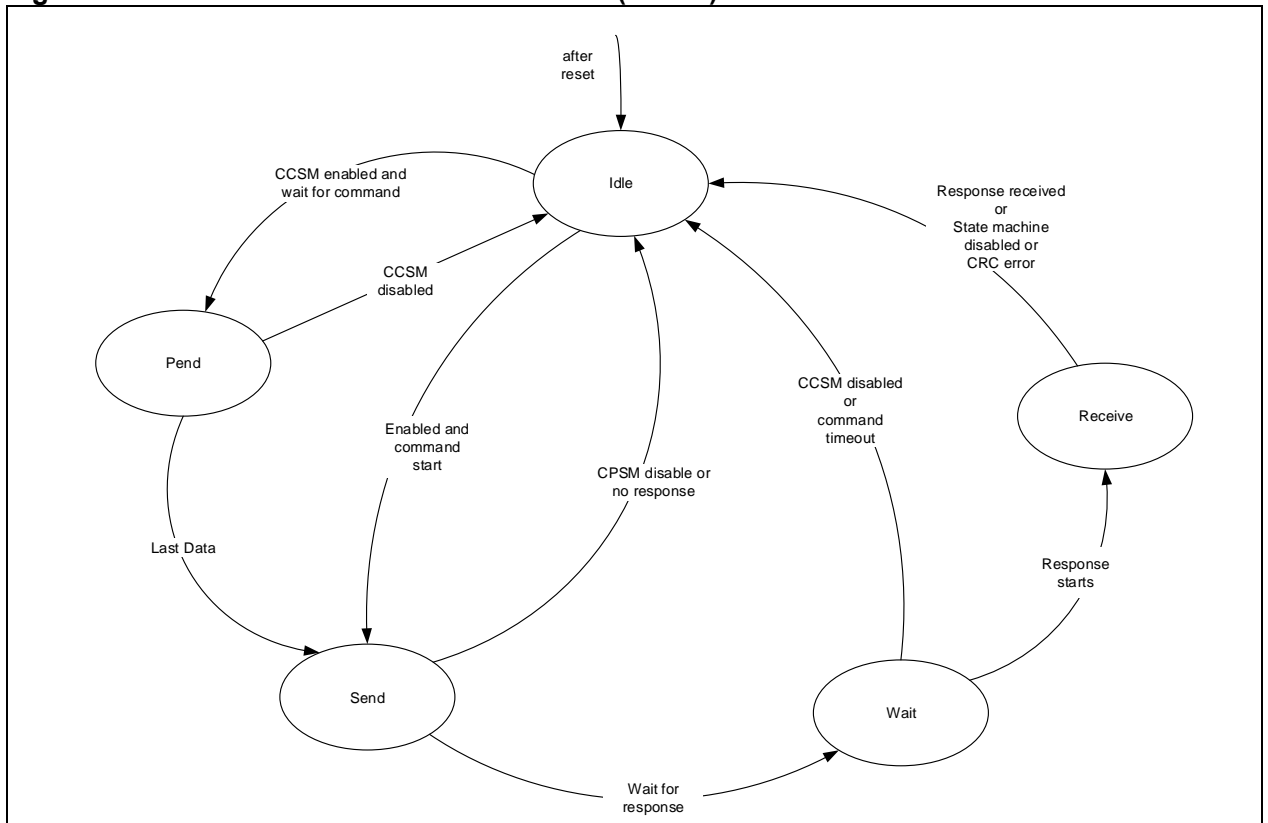 after
reset
CCSM enabled and
wait for command
Idle
Response received
or
State machine
disabled or
CRC error
CCSM
disabled
Pend
CCSM disabled
or
command
timeout
Receive
Enabled and
command
start
CPSM disable or
no response
Last Data
Response
starts
Send
Wait
Wait for
response